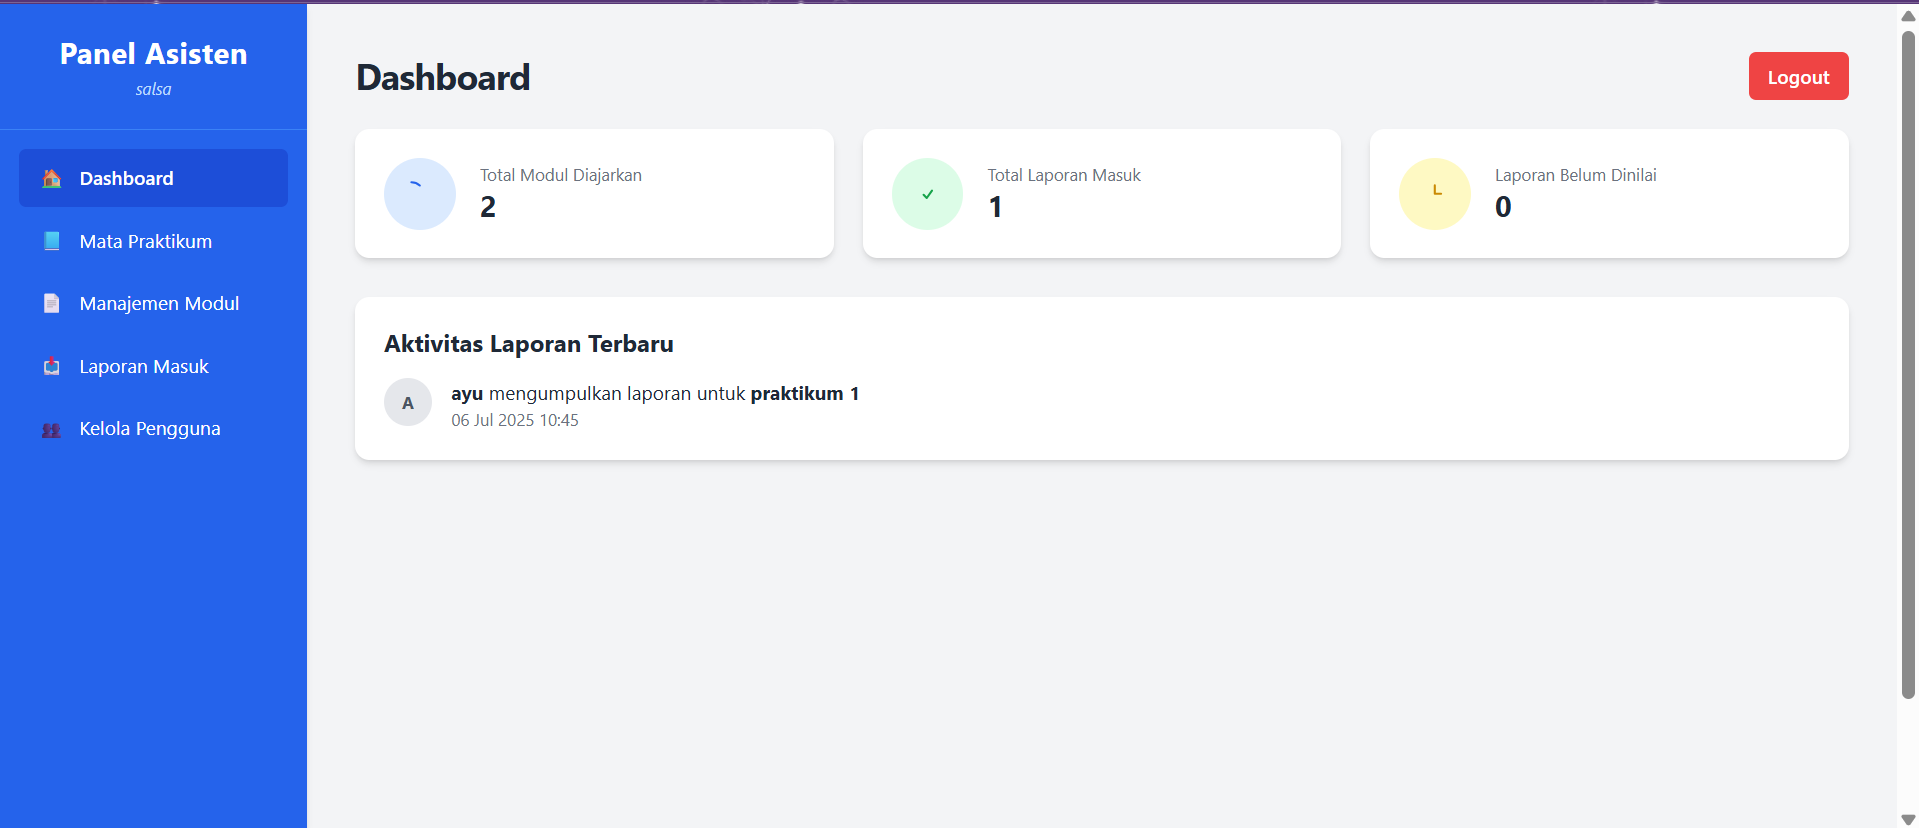 Panel Asisten
salsa
Dashboard
Mata Praktikum
Manajemen Modul
Laporan Masuk
Kelola Pengguna
Dashboard
Logout
Total Modul Diajarkan
2
Total Laporan Masuk
1
Laporan Belum Dinilai
0
Aktivitas Laporan Terbaru
A
ayu mengumpulkan laporan untuk praktikum 1
06 Jul 2025 10:45